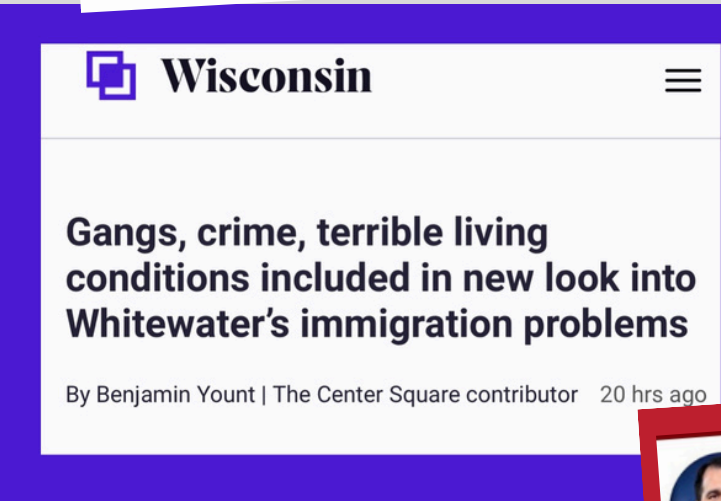 Wisconsin
Gangs, crime, terrible living
conditions included in new look into
Whitewater's immigration problems
By Benjamin Yount | The Center Square contributor 20 hrs ago